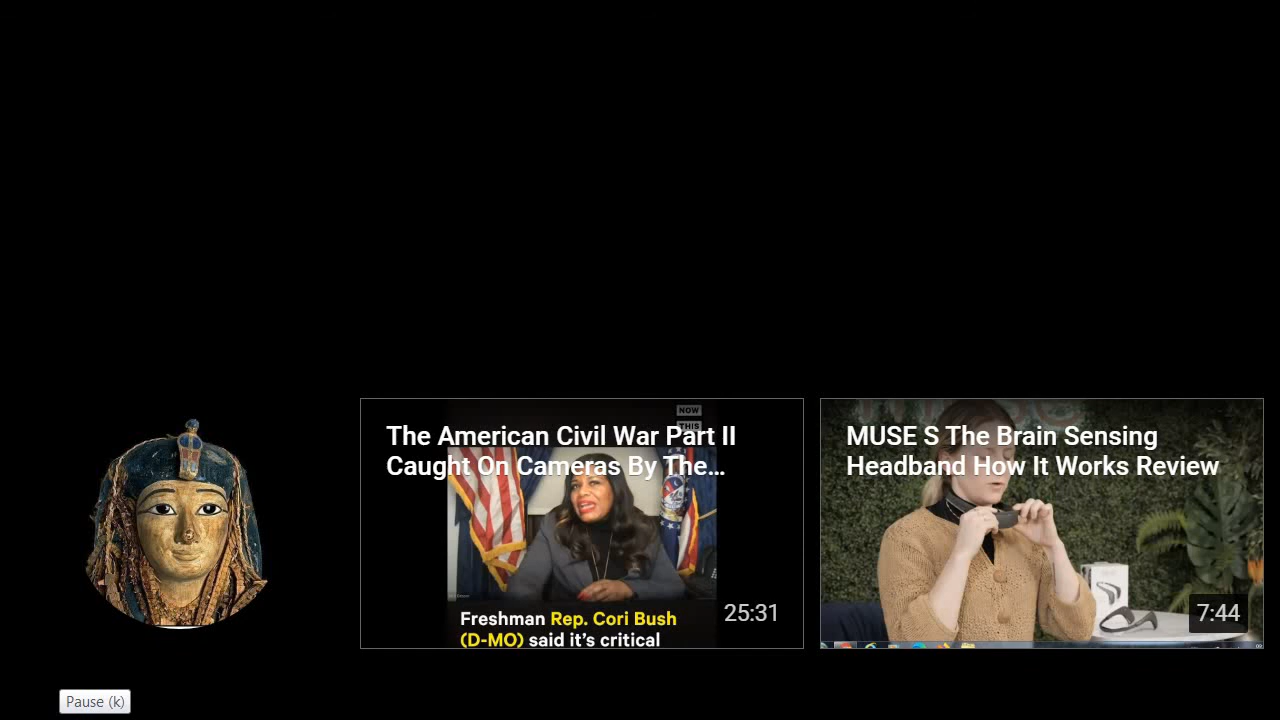 NOW
THIS
The American Civil War Part II
Caught On Cameras By The...
Freshman Rep. Cori Bush
(D-MO) said it's critical
25:31
MUSE S The Brain Sensing
Headband How It Works Review
7:44
Pause (k)